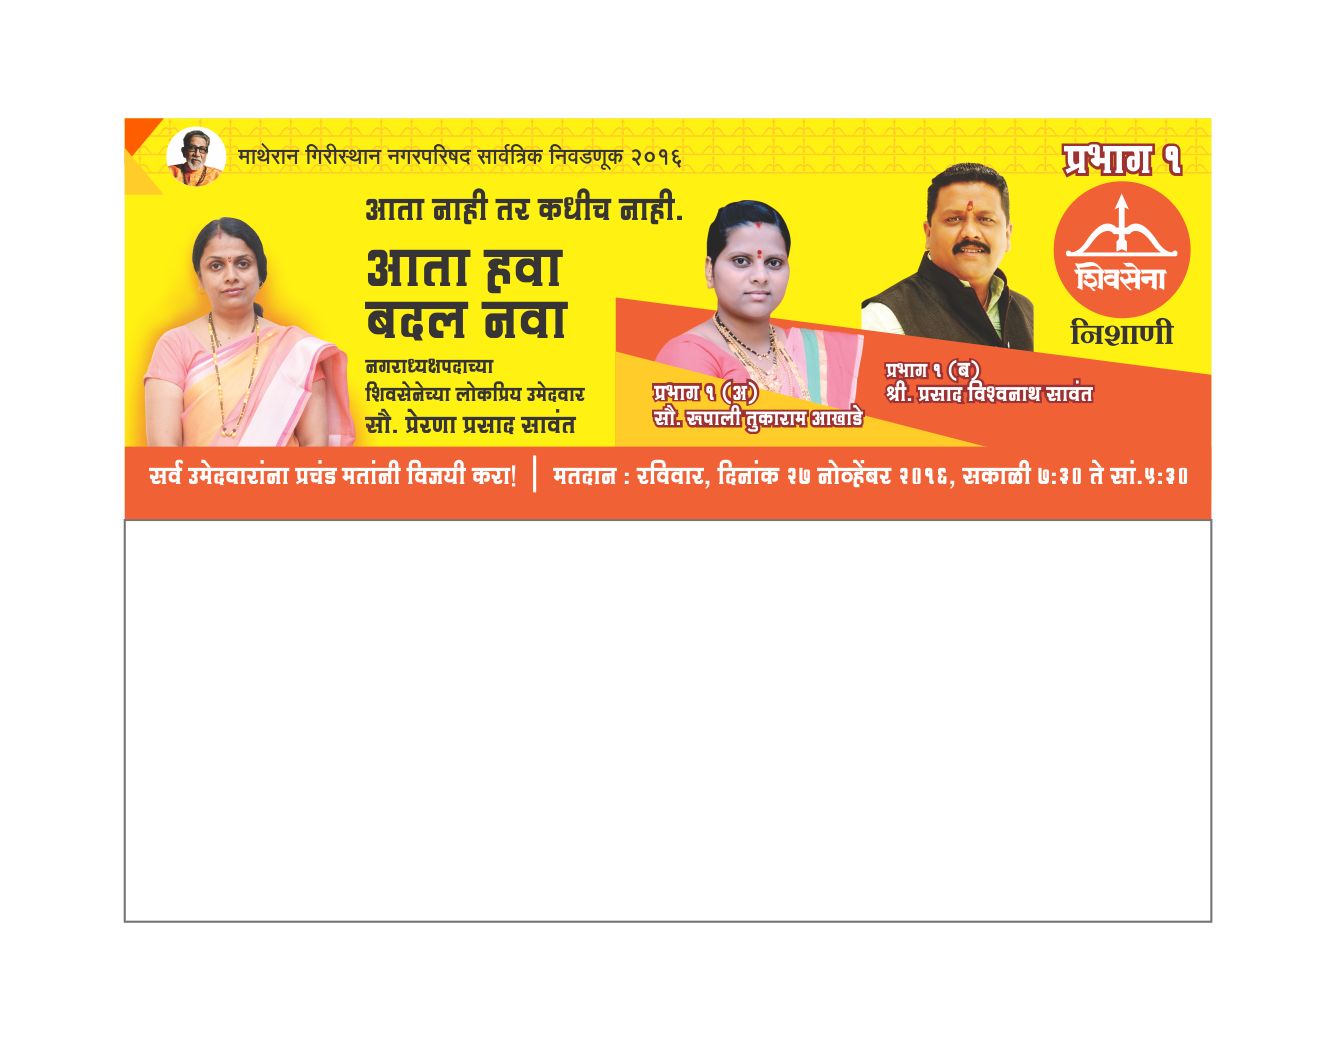 माथेरान गिरीस्थान नगरपरिषद सार्वत्रिक निवडणूक २०१६
आता नाही तर कधीच नाही.
आता हवा
बदल नवा
नगराध्यक्षपदाच्या
शिवसेनेच्या लोकप्रिय उमेदवार
सौ. प्रेरणा प्रसाद सावंत
प्रभाग १ (अ)
सौ. रूपाली तुकाराम आखाडे
प्रभाग १ (ब)
श्री. प्रसाद विश्वनाथ सावंत
प्रभाग १
शिवसेना
निशाणी
सर्व उमेदवारांना प्रचंड मतांनी विजयी करा! | मतदान : रविवार, दिनांक २७ नोव्हेंबर २०१६, सकाळी ७:३० ते सां.५:३०